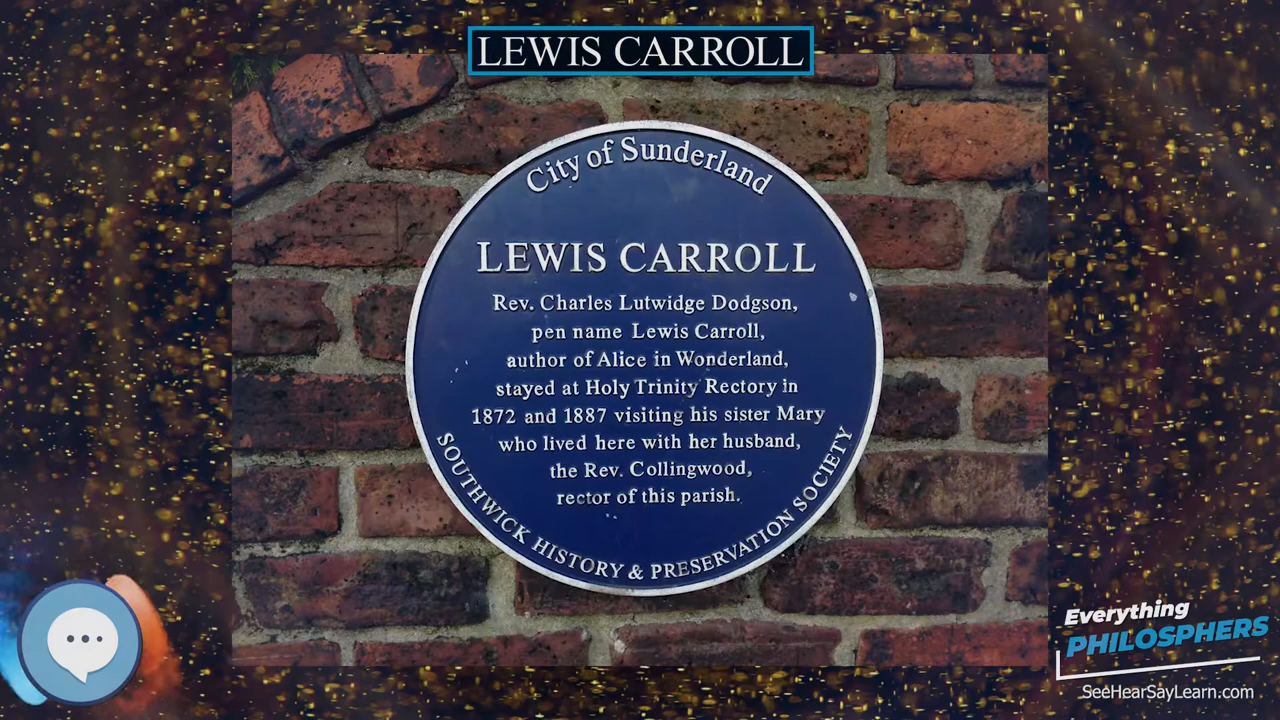 LEWIS CARROLL
City of Sunderland
LEWIS CARROLL
Rev. Charles Lutwidge Dodgson,
pen name Lewis Carroll,
author of Alice in Wonderland,
stayed at Holy Trinity Rectory in
1872 and 1887 visiting his sister Mary
who lived here with her husband,
the Rev. Collingwood,
rector of this parish.
SOUTHWICK HISTORY & PRESERVATION SOCIETY
Everything
PHILOSPHERS
SeeHearSayLearn.com